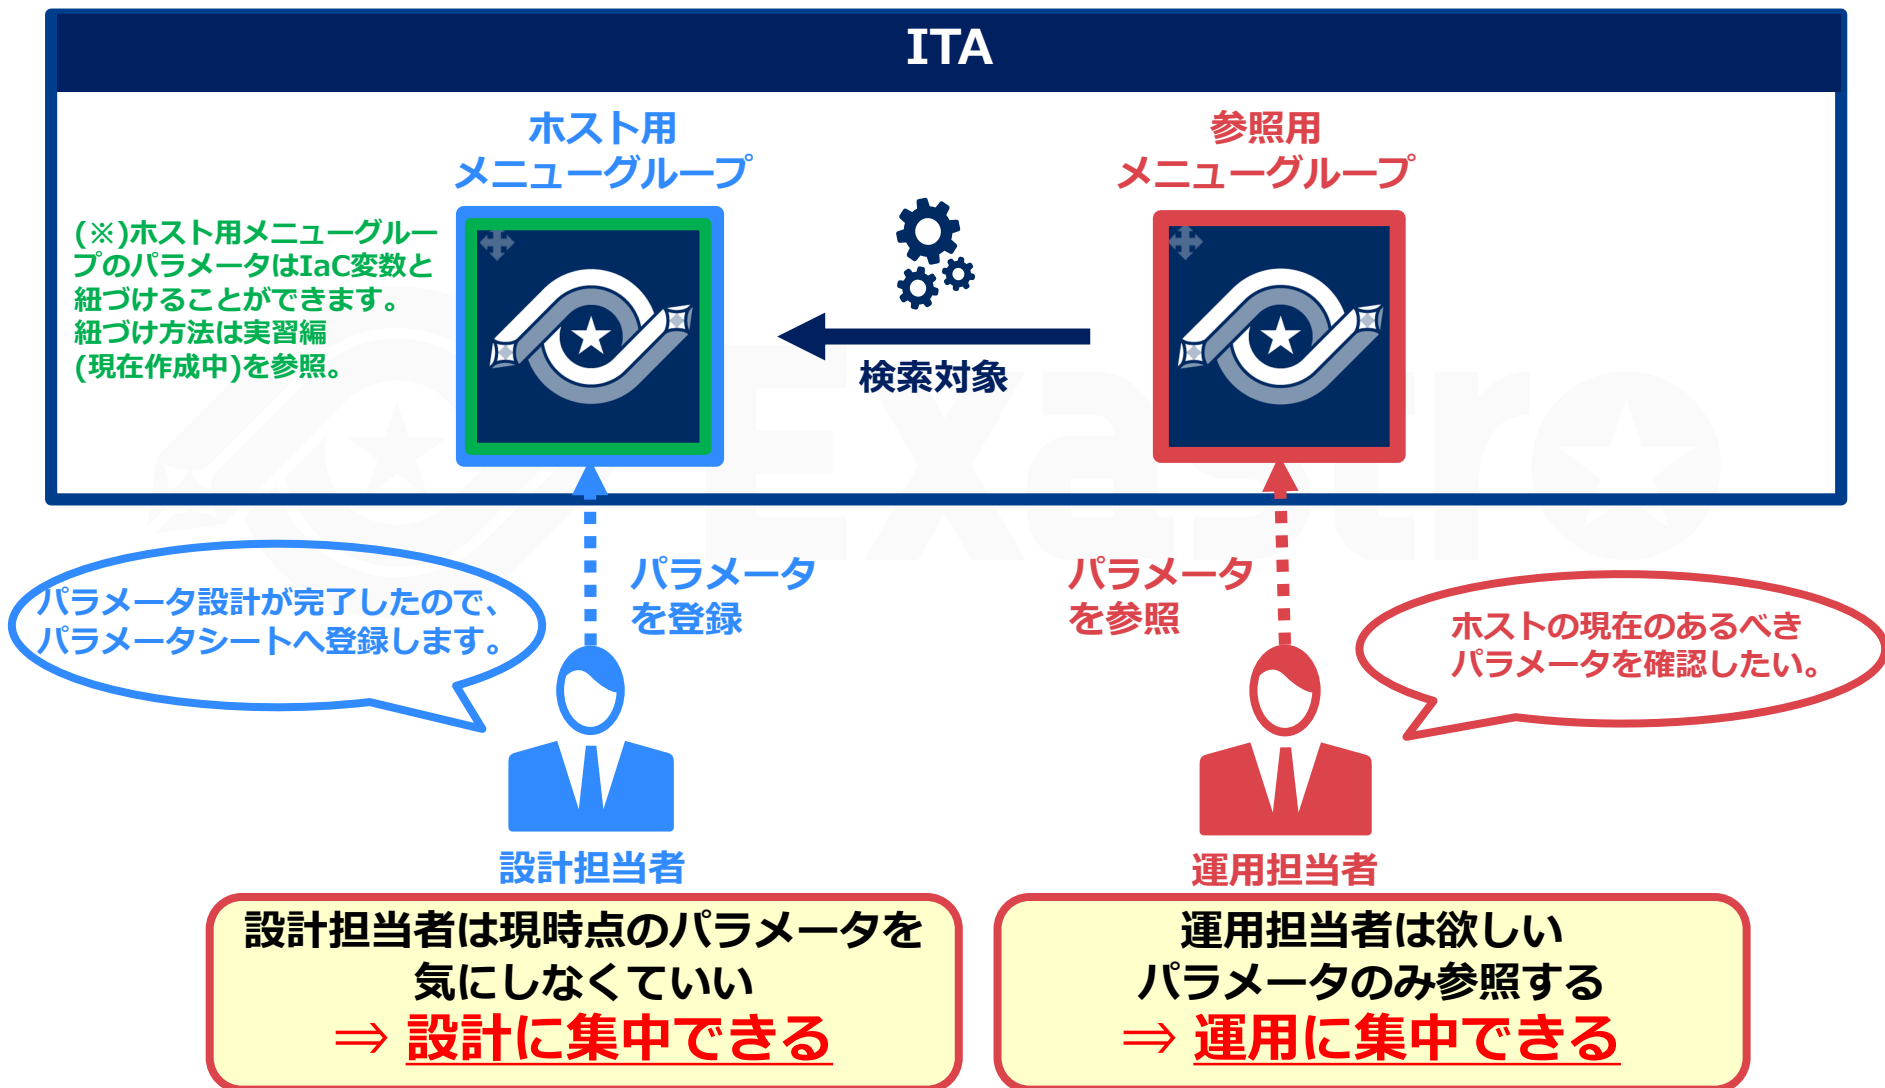 ITA
ホスト用
メニューグループ
参照用
メニューグループ
(※)ホスト用メニューグルー
プのパラメータはIaC変数と
紐づけることができます。
紐づけ方法は実習編
(現在作成中)を参照。
検索対象
Exastro
パラメータ
を登録
パラメータ
を参照
パラメータ設計が完了したので、
パラメータシートへ登録します。
ホストの現在のあるべき
パラメータを確認したい。
設計担当者
運用担当者
設計担当者は現時点のパラメータを
気にしなくていい
⇒ 設計に集中できる
運用担当者は欲しい
パラメータのみ参照する
⇒ 運用に集中できる